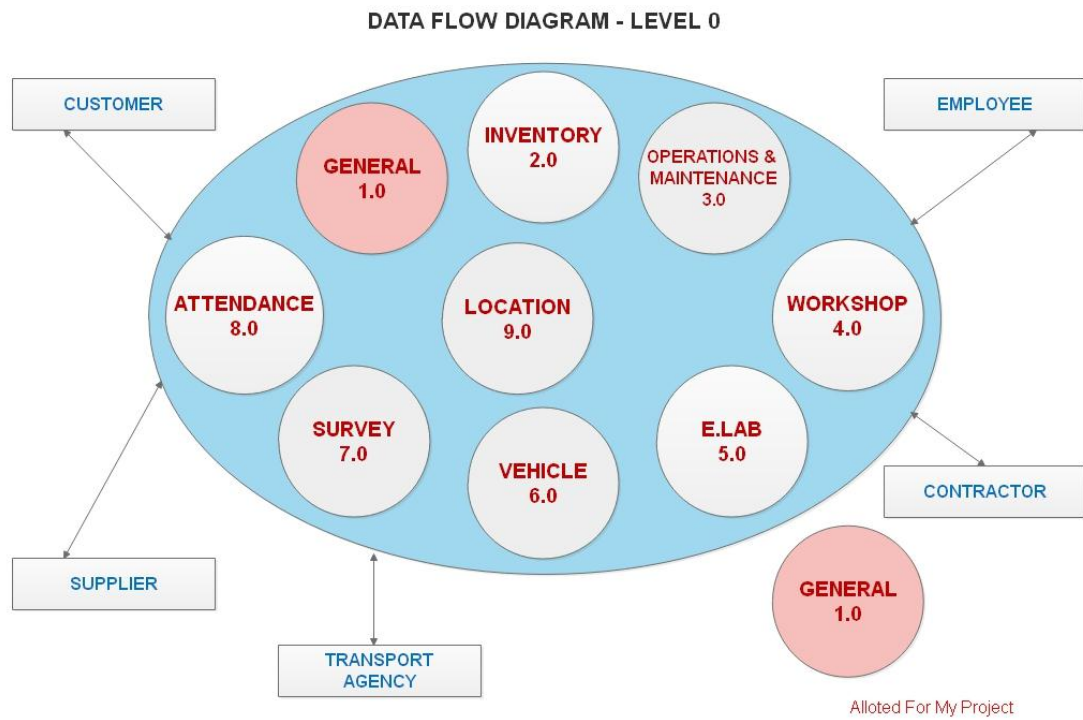 DATA FLOW DIAGRAM - LEVEL 0
CUSTOMER
EMPLOYEE
GENERAL
1.0
INVENTORY
2.0
OPERATIONS &
MAINTENANCE
3.0
ATTENDANCE
8.0
LOCATION
9.0
WORKSHOP
4.0
SURVEY
7.0
VEHICLE
6.0
E.LAB
5.0
CONTRACTOR
SUPPLIER
TRANSPORT
AGENCY
GENERAL
1.0
Alloted For My Project